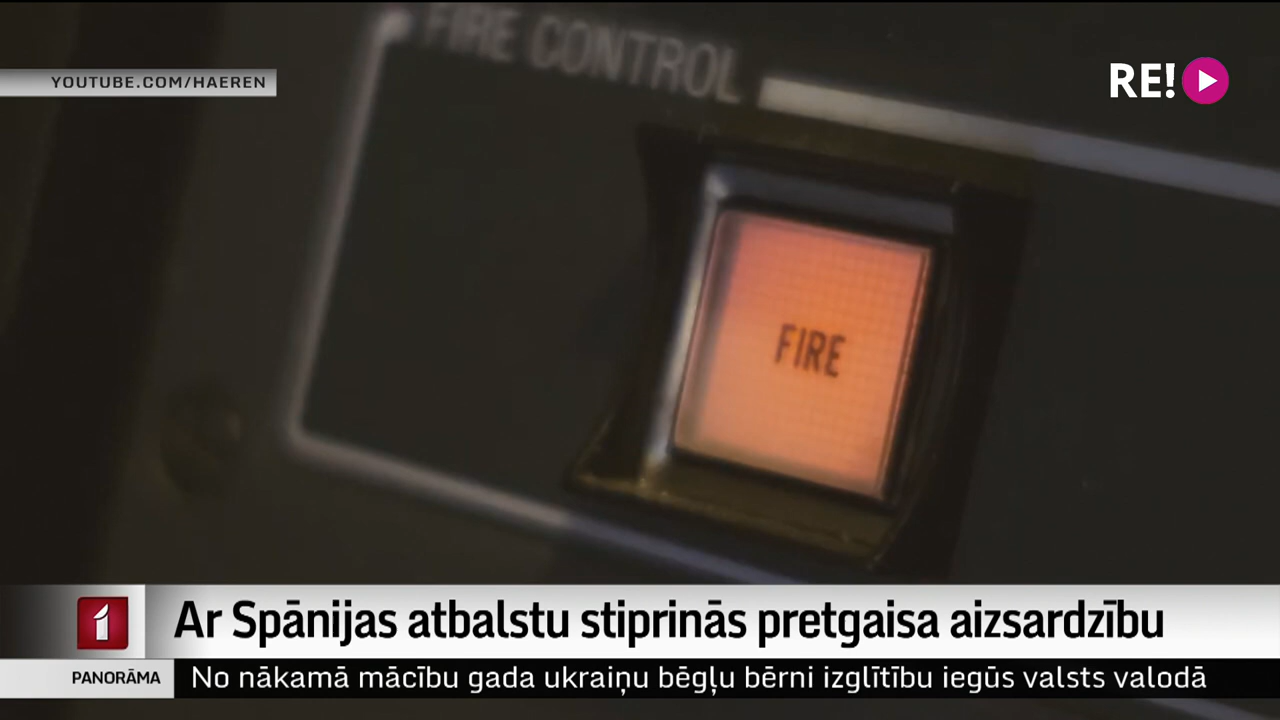 FIRE CONTROL
YOUTUBE.COM/HAEREN
RE!
FIRE
1
Ar Spānijas atbalstu stiprinās pretgaisa aizsardzību
PANORĀMA
No nākamā mācību gada ukraiņu bēgļu bērni izglītību iegūs valsts valodā